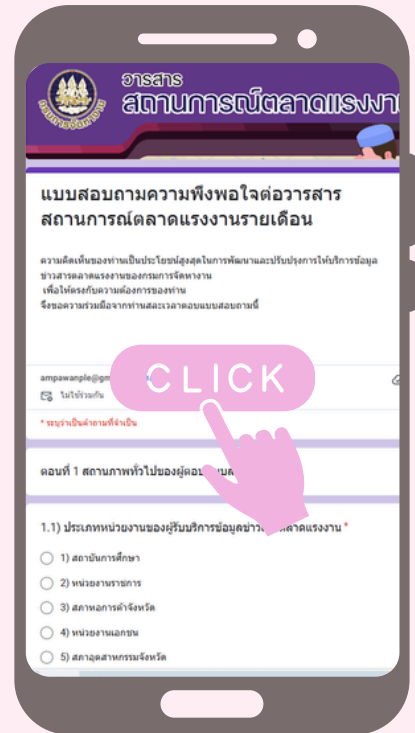 วารสาร
สถานการณ์ตลาดแรงงาน
แบบสอบถามความพึงพอใจต่อวารสาร
สถานการณ์ตลาดแรงงานรายเดือน
ความคิดเห็นของท่านเป็นประโยชน์สูงสุดในการพัฒนาและปรับปรุงการให้บริการข้อมูล
ข่าวสารตลาดแรงงานของกรมการจัดหางาน
เพื่อให้ตรงกับความต้องการของท่าน
จึงขอความร่วมมือจากท่านสละเวลาตอบแบบสอบถามนี้
ampawanple@gm
CLICK
ไม่ใช้ร่วมกัน
* ระบุว่าเป็นคำถามที่จำเป็น
ตอนที่ 1 สถานภาพทั่วไปของผู้ตอบ
1.1) ประเภทหน่วยงานของผู้รับบริการข้อมูลข่าว ตลาดแรงงาน *
1) สถาบันการศึกษา
2) หน่วยงานราชการ
3) สภาหอการค้าจังหวัด
4) หน่วยงานเอกชน
5) สภาอุตสาหกรรมจังหวัด